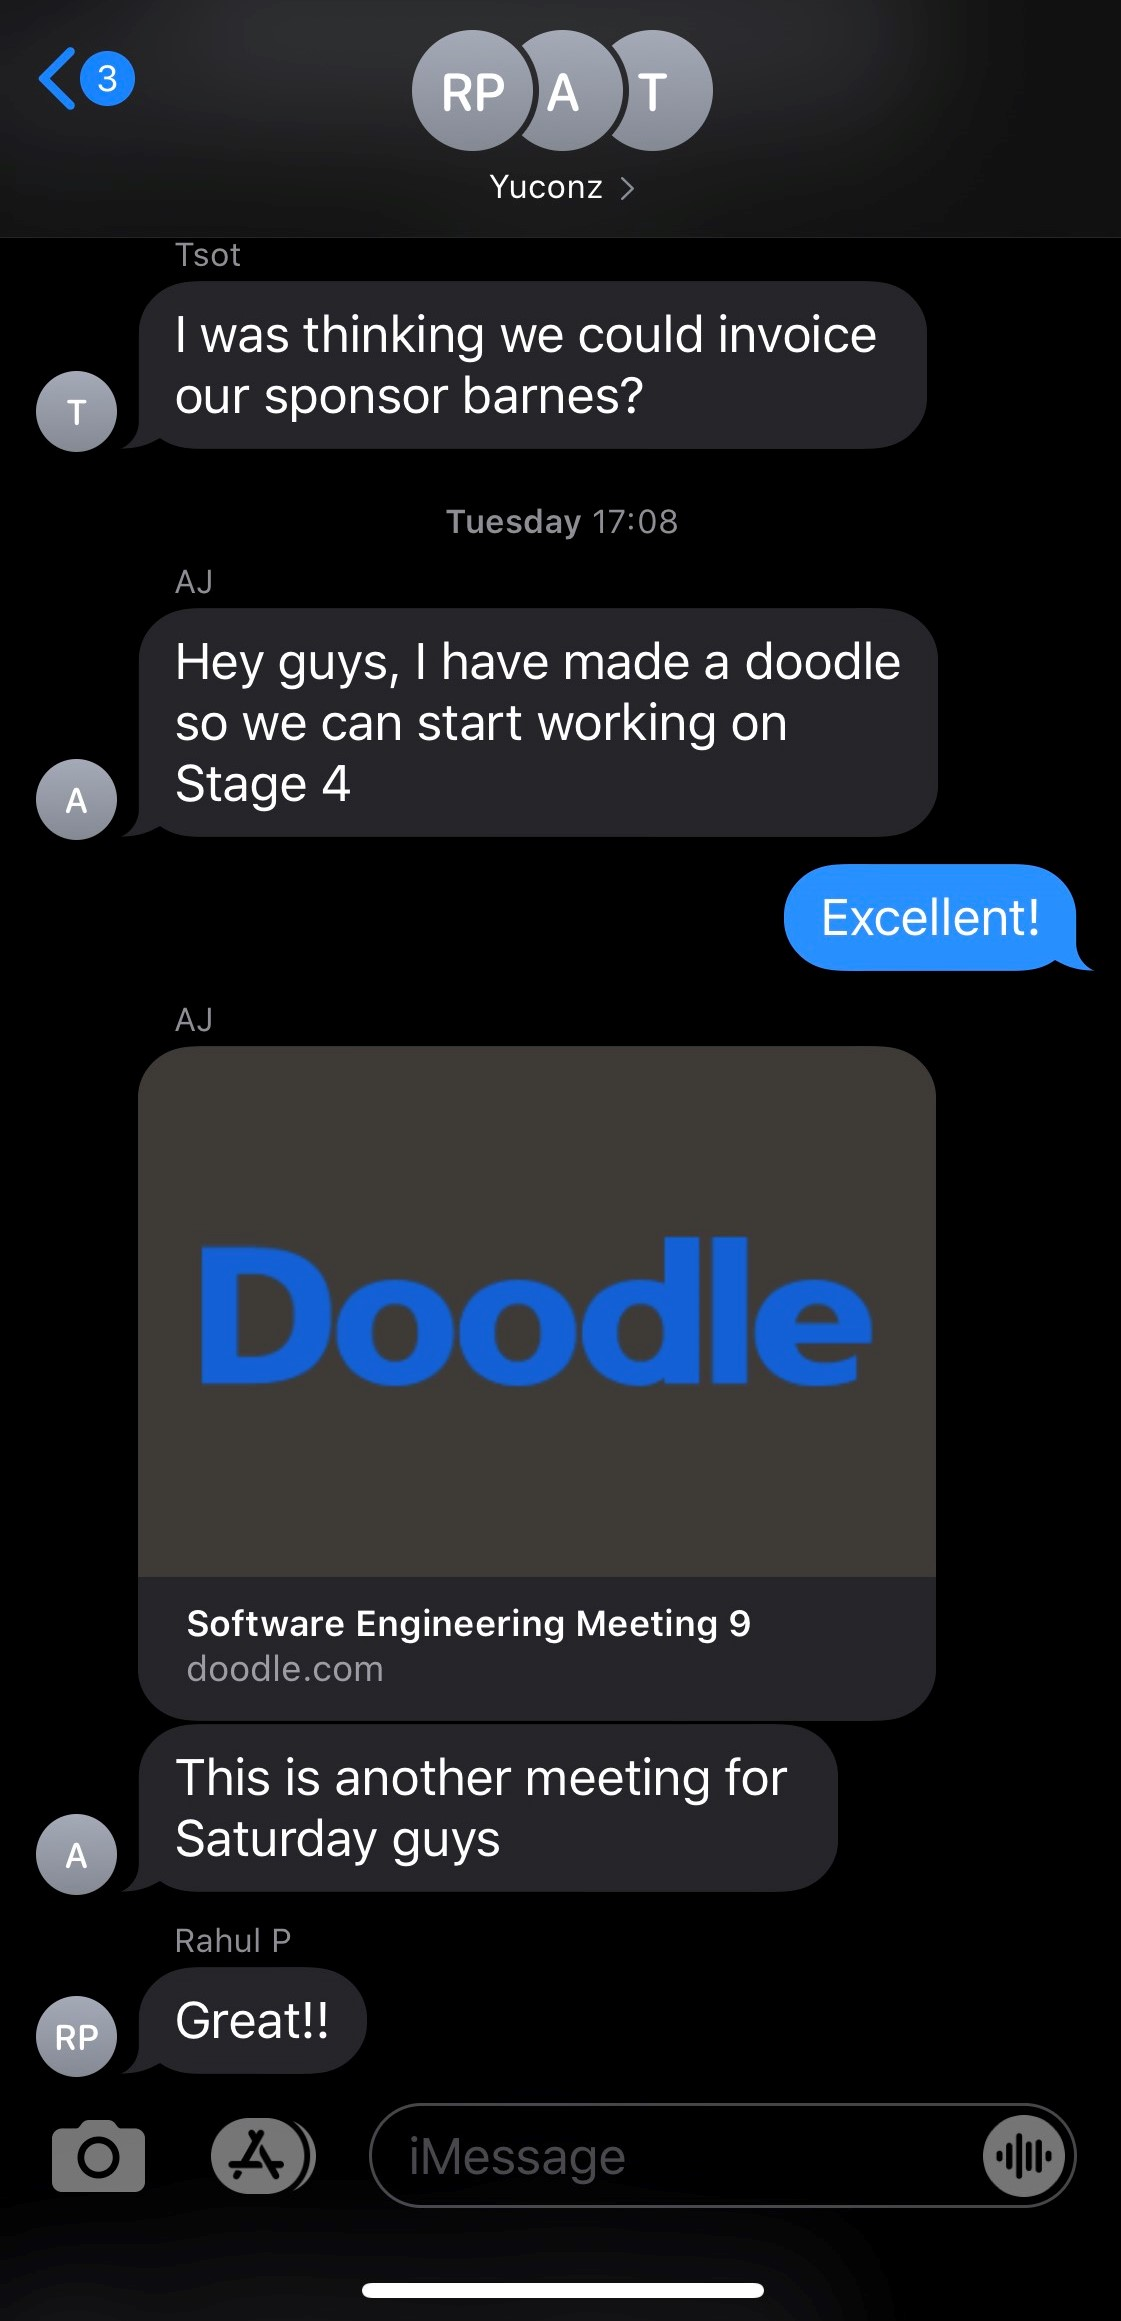 3
RP A T
Yuconz
Tsot
I was thinking we could invoice
our sponsor barnes?
T
Tuesday 17:08
AJ
Hey guys, I have made a doodle
so we can start working on
Stage 4
A
Excellent!
AJ
Doodle
Software Engineering Meeting 9
doodle.com
This is another meeting for
Saturday guys
A
Rahul P
Great!!
RP
iMessage